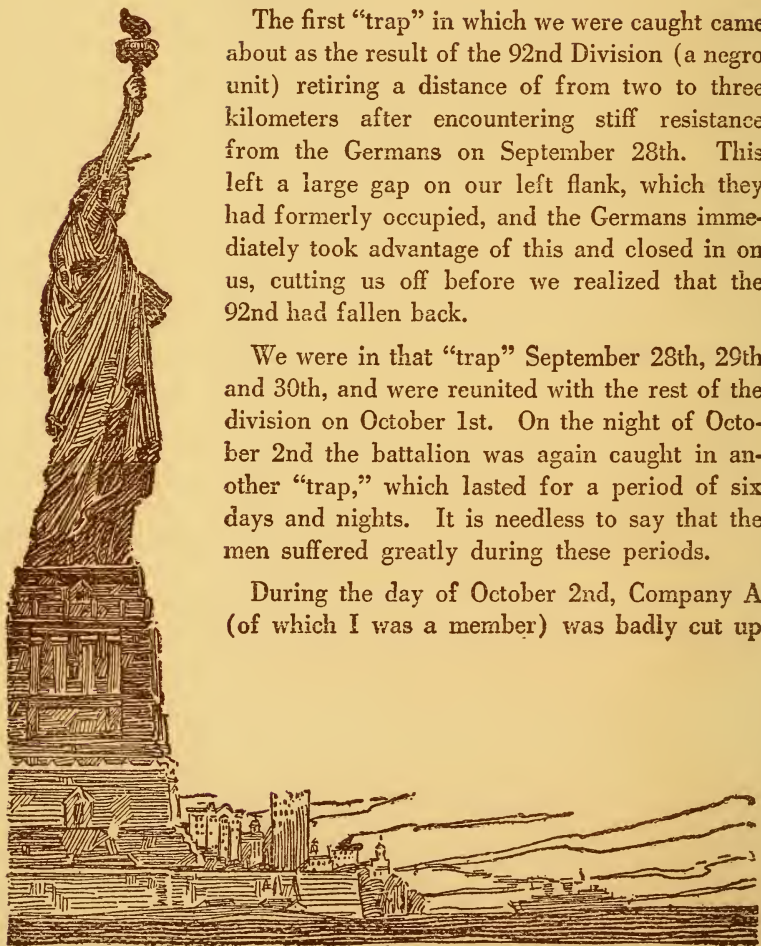 The first “trap” in which we were caught came
about as the result of the 92nd Division (a negro
unit) retiring a distance of from two to three
kilometers after encountering stiff resistance
from the Germans on September 28th. This
left a large gap on our left flank, which they
had formerly occupied, and the Germans imme-
diately took advantage of this and closed in on
us, cutting us off before we realized that the
92nd had fallen back.
We were in that “trap” September 28th, 29th
and 30th, and were reunited with the rest of the
division on October 1st. On the night of Octo-
ber 2nd the battalion was again caught in an-
other “trap,” which lasted for a period of six
days and nights. It is needless to say that the
men suffered greatly during these periods.
During the day of October 2nd, Company A
(of which I was a member) was badly cut up